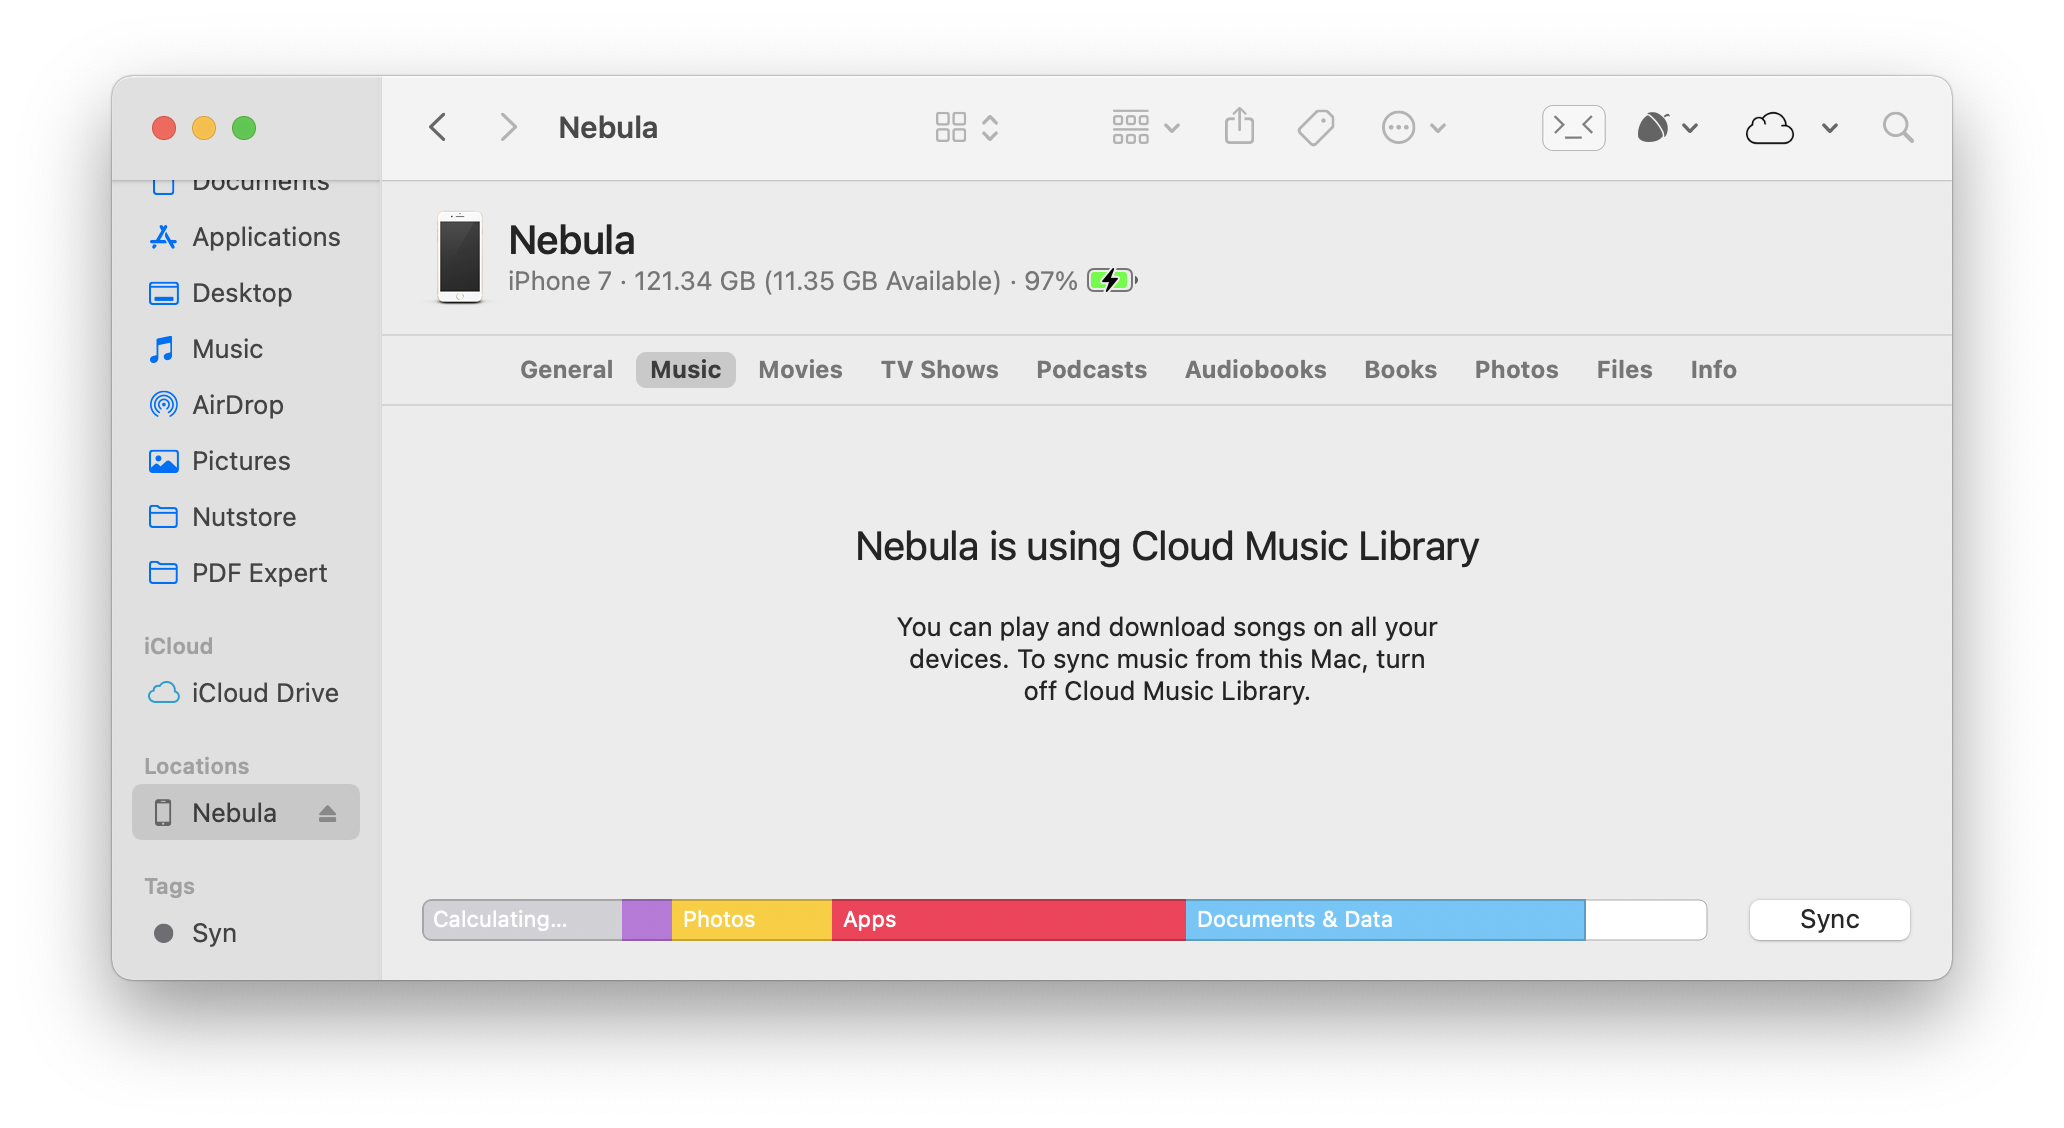 Nebula
Documents
Applications
Desktop
Music
AirDrop
Pictures
Nutstore
PDF Expert
iCloud
iCloud Drive
Locations
Nebula
Tags
Syn
Nebula
iPhone 7 · 121.34 GB (11.35 GB Available) · 97%
General Music Movies TV Shows Podcasts Audiobooks Books Photos Files Info
Nebula is using Cloud Music Library
You can play and download songs on all your
devices. To sync music from this Mac, turn
off Cloud Music Library.
Calculating... Photos Apps Documents & Data
Sync